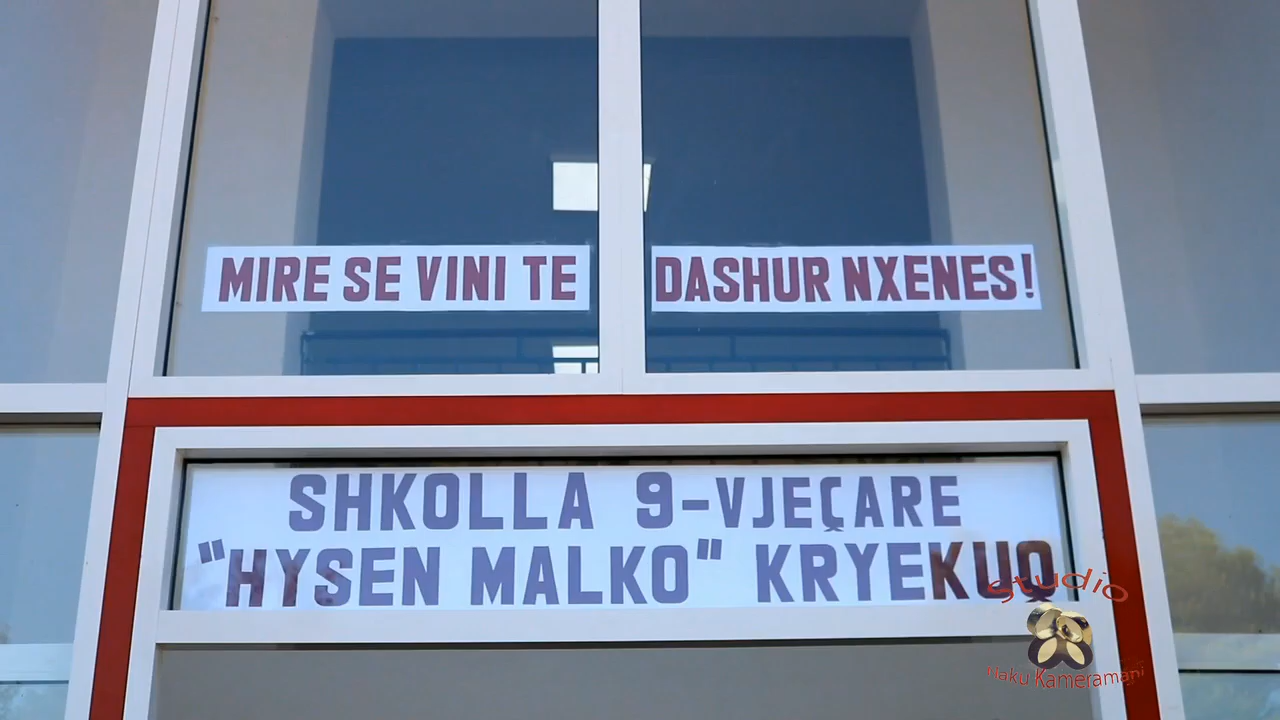 MIRE SE VINI TE DASHUR NXENES!
SHKOLLA 9-VJEÇARE
"HYSEN MALKO" KRYEKUQ
Studio
Haku Kameramani